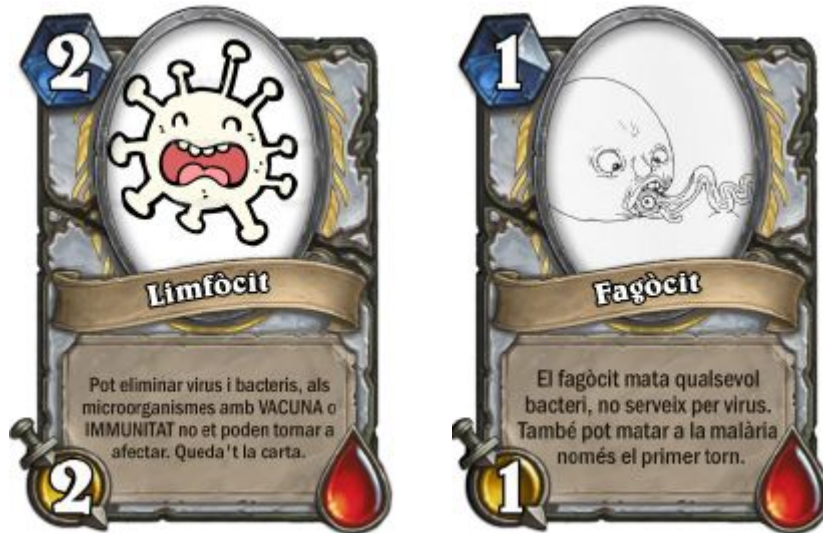 2
Limfòcit
Pot eliminar virus i bacteris, als
microorganismes amb VACUNA o
IMMUNITAT no et poden tornar a
afectar. Queda't la carta.
2
1
Fagòcit
El fagòcit mata qualsevol
bacteri, no serveix per virus.
També pot matar a la malària
només el primer torn.
1